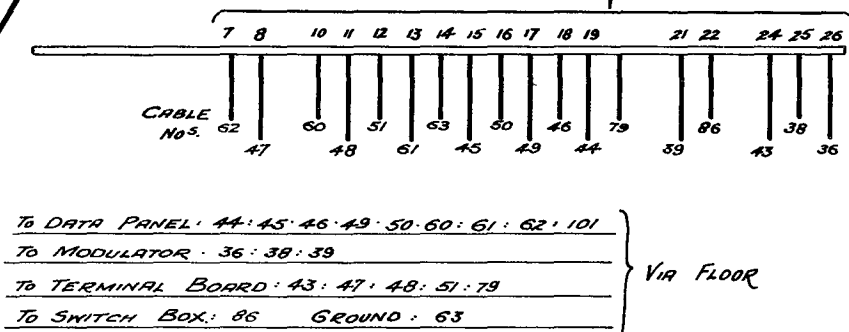 7 8 10 11 12 13 14 15 16 17 18 19 21 22 24 25 26
CABLE
Nos. 62 60 51 63 50 46 79 86 38
47 48 61 45 49 44 39 43 36
To DATA PANEL: 44:45:46:49:50:60:61:62:101
To MODULATOR: 36:38:39
To TERMINAL BOARD: 43:47:48:51:79
VIA FLOOR
To SWITCH BOX: 86 GROUND: 63